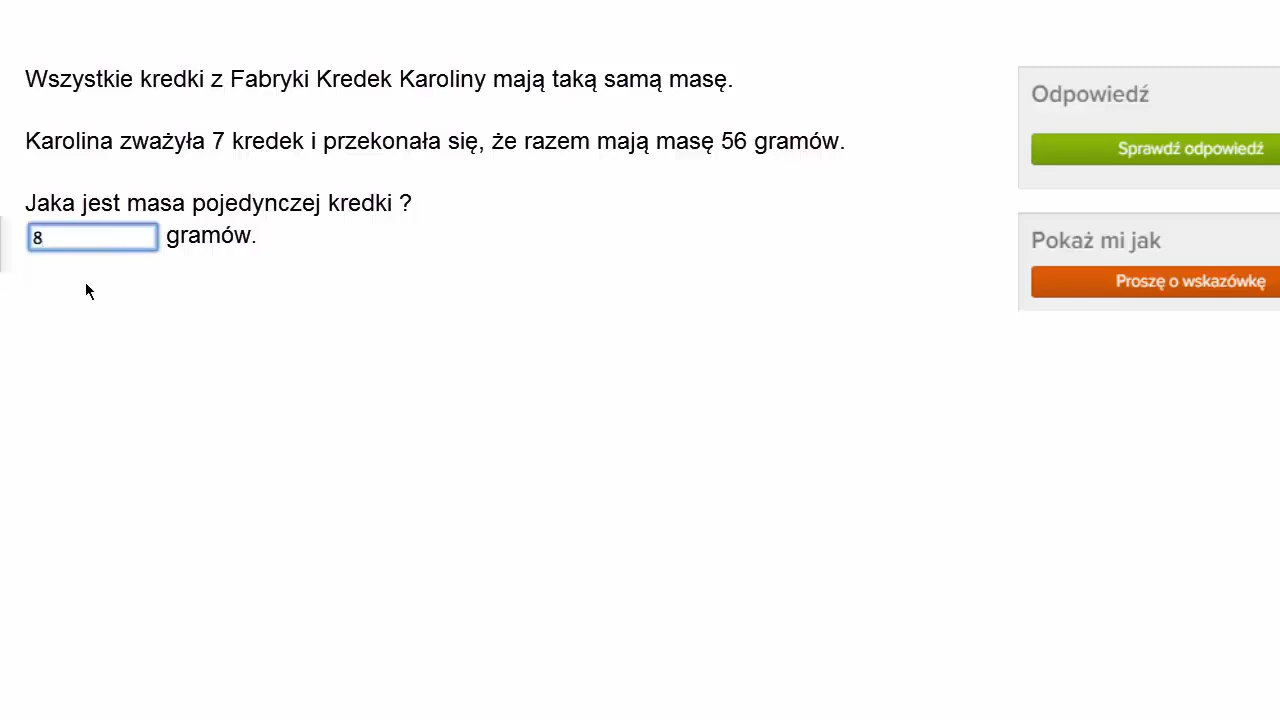 Wszystkie kredki z Fabryki Kredek Karoliny mają taką samą masę.
Karolina zważyła 7 kredek i przekonała się, że razem mają masę 56 gramów.
Jaka jest masa pojedynczej kredki ?
8 gramów.
Odpowiedź
Sprawdź odpowiedź
Pokaż mi jak
Proszę o wskazówkę